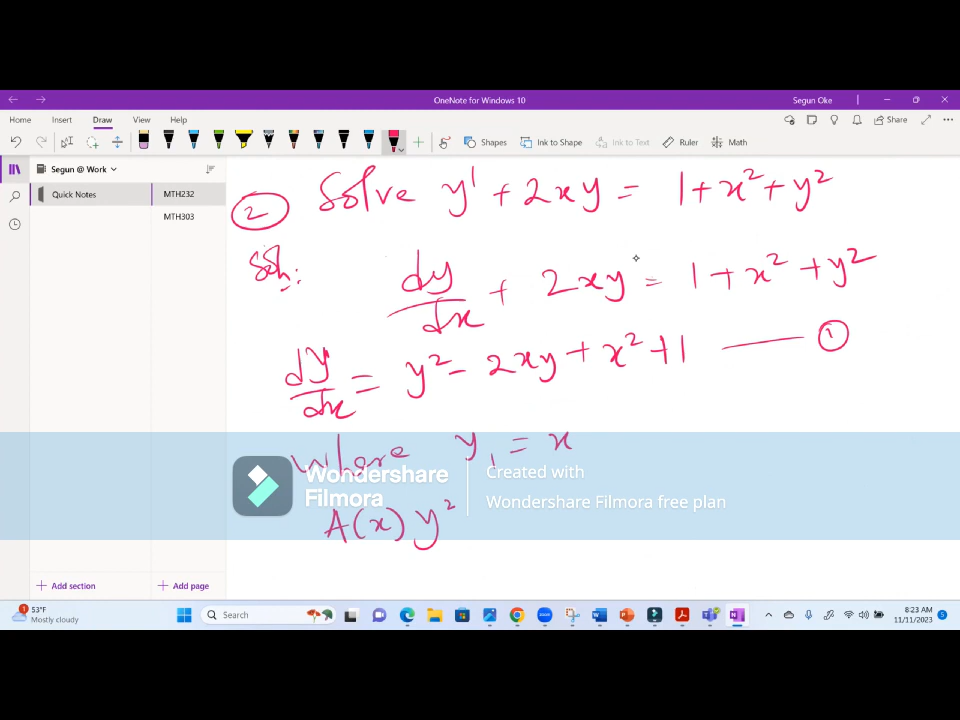 OneNote for Windows 10
Segun Oke
Home Insert Draw View Help
Share
Shapes Ink to Shape Ink to Text Ruler Math
Segun @ Work
Quick Notes
MTH232
MTH303
2 Solve y' + 2xy = 1+x²+y²
Soln:
dy/dx + 2xy = 1+x²+y²
dy/dx = y² - 2xy + x² + 1 —— ①
where y₁ = x
A(x) y²
Wondershare
Filmora
Created with
Wondershare Filmora free plan
+ Add section
+ Add page
1
53°F
Mostly cloudy
Search
8:23 AM
11/11/2023
5